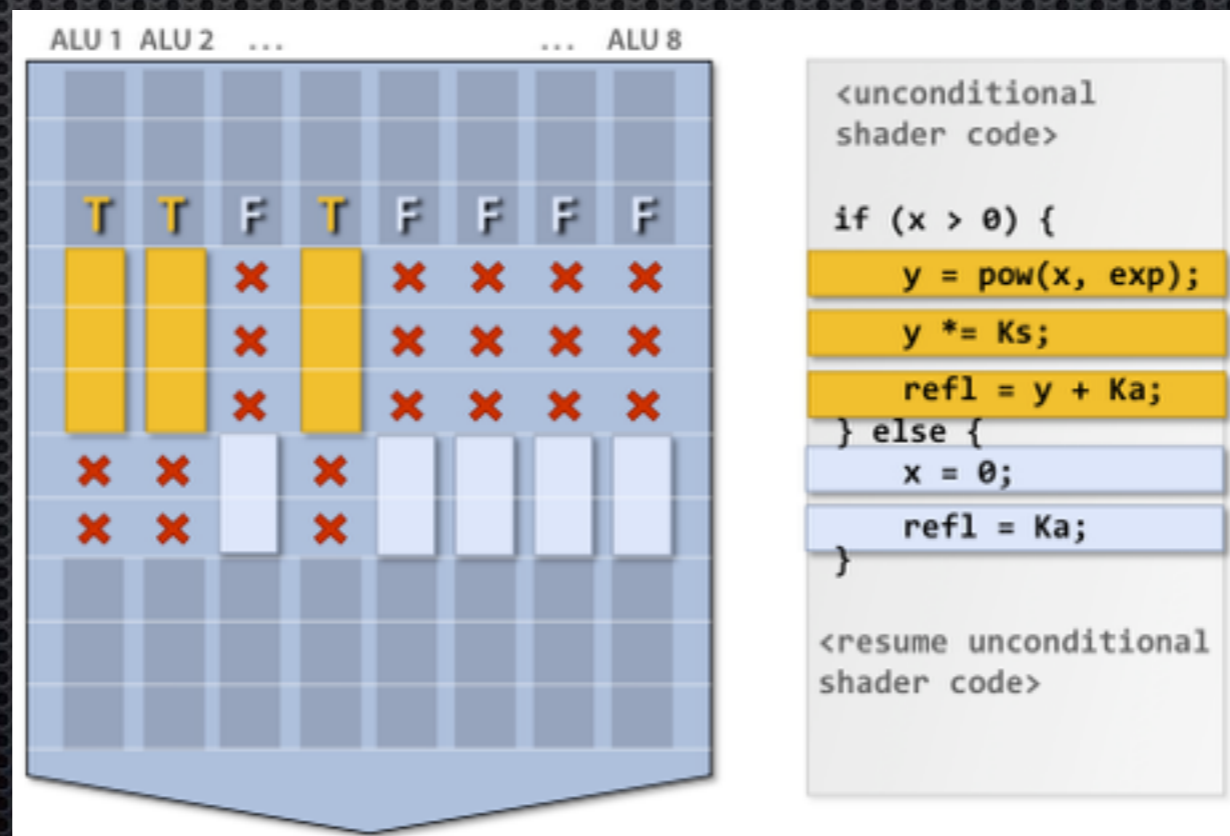 ALU 1 ALU 2 ... ... ALU 8
T T F T F F F F
<unconditional
shader code>
if (x > 0) {
y = pow(x, exp);
y *= Ks;
refl = y + Ka;
} else {
x = 0;
refl = Ka;
}
<resume unconditional
shader code>